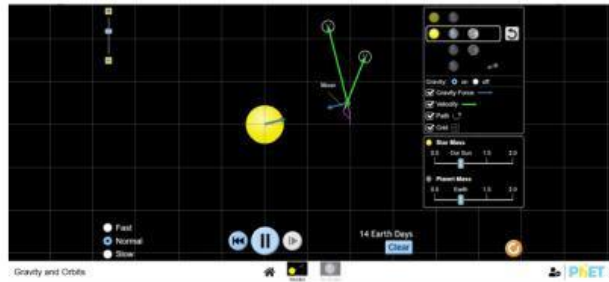 Moon
Gravity: on off
Gravity Force
Velocity
Path
Grid
Star Mass
0.5 Our Sun 1.5 2.0
Planet Mass
0.5 Earth 1.5 2.0
Fast
Normal
Slow
14 Earth Days
Clear
Gravity and Orbits
PhET